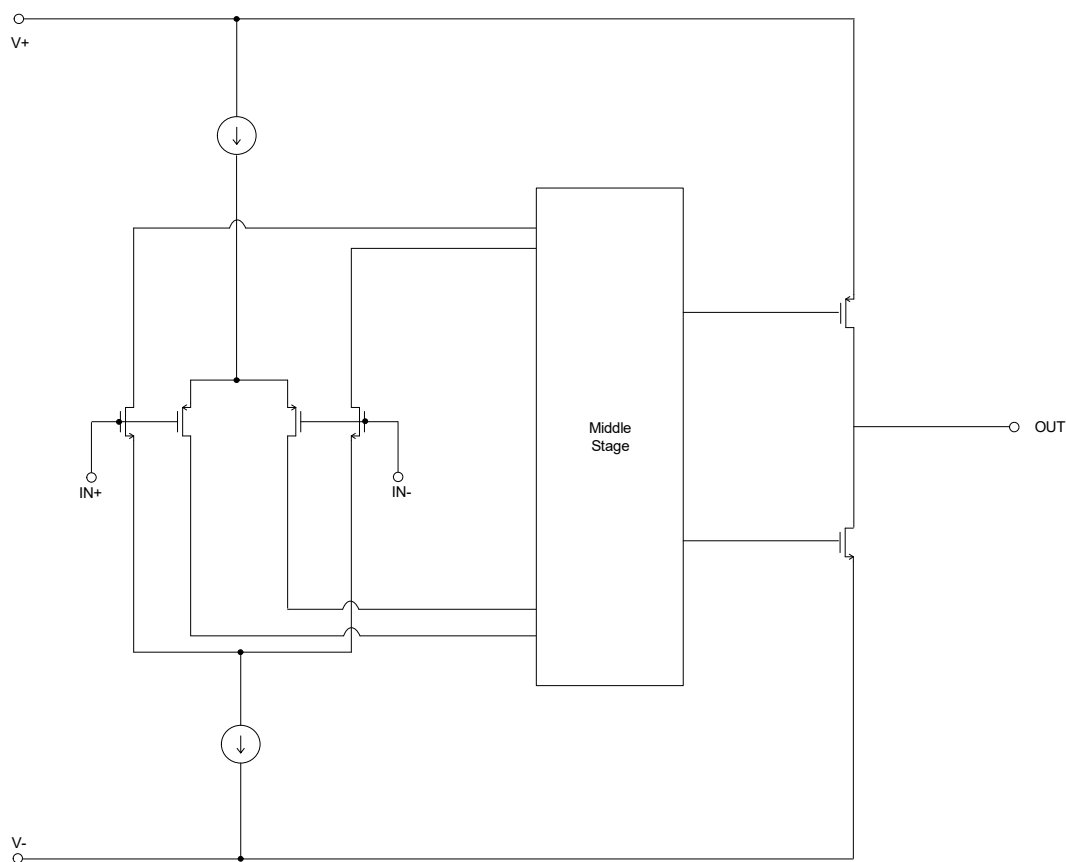 V+
IN+
IN-
Middle
Stage
OUT
V-